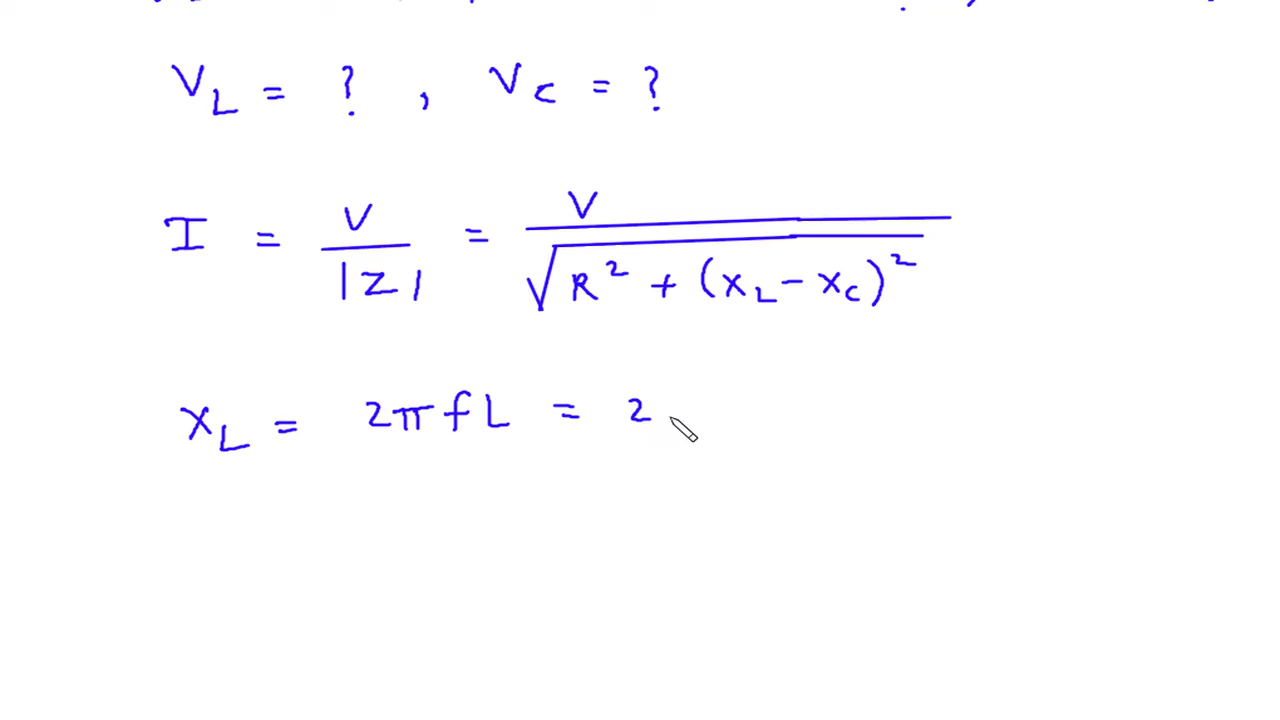 V_L = ? , V_C = ?
I = V / |Z| = V / √(R² + (X_L - X_C)²)
X_L = 2πfL = 2